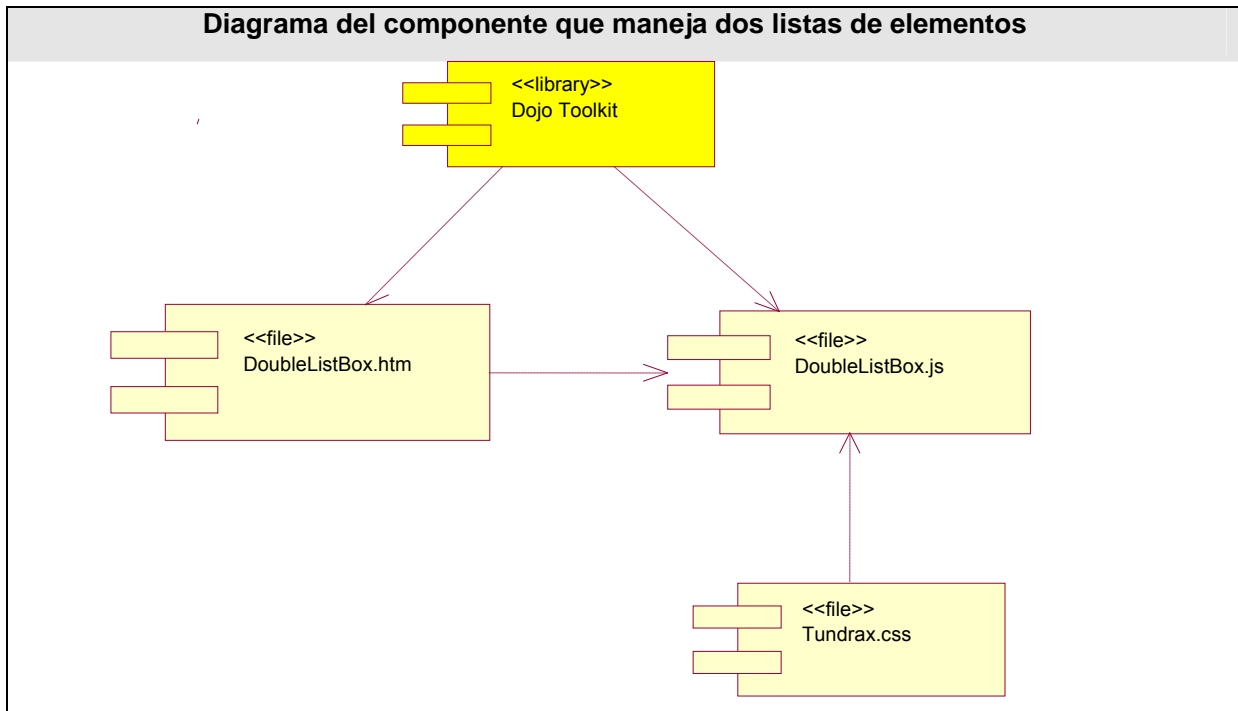 Diagrama del componente que maneja dos listas de elementos
<<library>>
Dojo Toolkit
<<file>>
DoubleListBox.htm
<<file>>
DoubleListBox.js
<<file>>
Tundrax.css